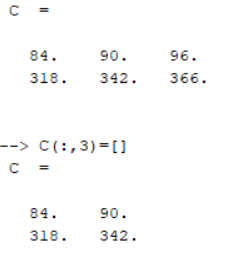 C  =
84.    90.    96.
318.   342.   366.
--> C(:,3)=[]
C  =
84.    90.
318.   342.